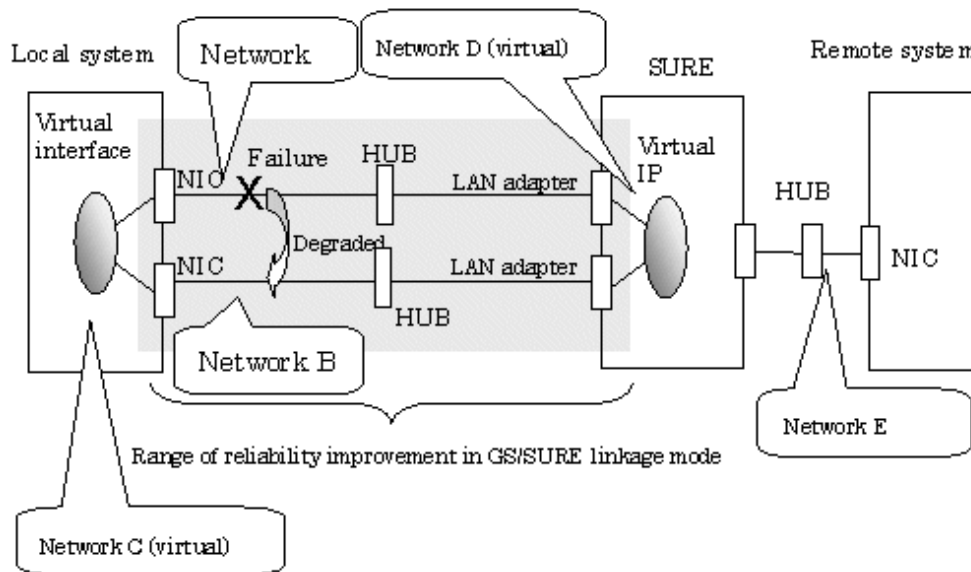 Local system
Network
Network D (virtual)
SURE
Remote system
Virtual
interface
NIC
Failure
HUB
LAN adapter
Virtual
IP
HUB
NIC
Degraded
LAN adapter
HUB
NIC
Network B
Network E
Range of reliability improvement in GS/SURE linkage mode
Network C (virtual)